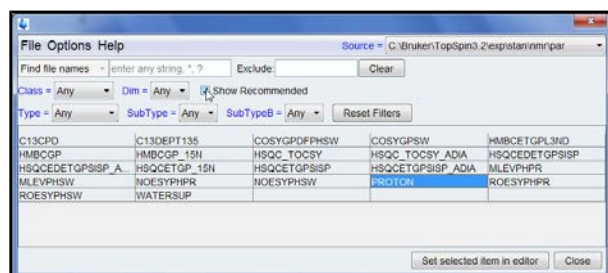 File Options Help Source = C:\Bruker\TopSpin3.2\exp\stan\nmr\par
Find file names enter any string, *, ? Exclude: Clear
Class = Any Dim = Any Show Recommended
Type = Any SubType = Any SubTypeB = Any Reset Filters
C13CPD C13DEPT135 COSYGPDFPHSW COSYGPSW HMBCETGPL3ND
HMBCGP HMBCGP_15N HSQC_TOCSY HSQC_TOCSY_ADIA HSQCEDETGPSISP
HSQCEDETGPSISP_A... HSQCETGP_15N HSQCETGPSISP HSQCETGPSISP_ADIA MLEVPHPR
MLEVPHSW NOESYPHPR NOESYPHSW PROTON ROESYPHPR
ROESYPHSW WATERSUP
Set selected item in editor Close